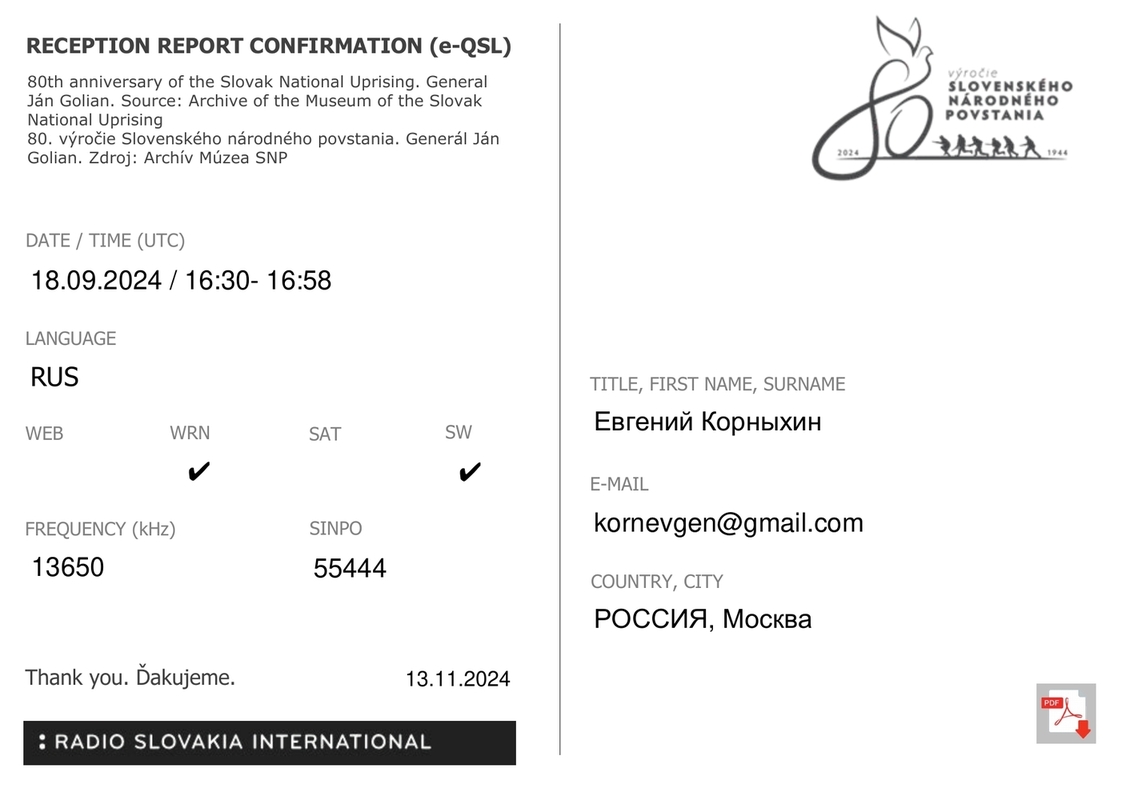 RECEPTION REPORT CONFIRMATION (e-QSL)
80th anniversary of the Slovak National Uprising. General
Ján Golian. Source: Archive of the Museum of the Slovak
National Uprising
80. výročie Slovenského národného povstania. Generál Ján
Golian. Zdroj: Archív Múzea SNP
DATE / TIME (UTC)
18.09.2024 / 16:30- 16:58
LANGUAGE
RUS
WEB WRN SAT SW
✔ ✔
FREQUENCY (kHz) SINPO
13650 55444
Thank you. Ďakujeme. 13.11.2024
RADIO SLOVAKIA INTERNATIONAL
80
výročie
SLOVENSKÉHO
NÁRODNÉHO
POVSTANIA
2024 1944
TITLE, FIRST NAME, SURNAME
Евгений Корныхин
E-MAIL
kornevgen@gmail.com
COUNTRY, CITY
РОССИЯ, Москва
PDF